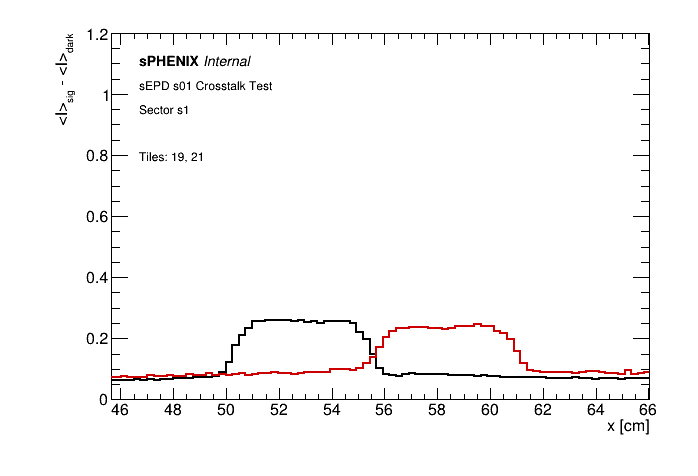 sPHENIX Internal
sEPD s01 Crosstalk Test
Sector s1
Tiles: 19, 21
<I>sig - <I>dark
1.2
1
0.8
0.6
0.4
0.2
0
46 48 50 52 54 56 58 60 62 64 66
x [cm]